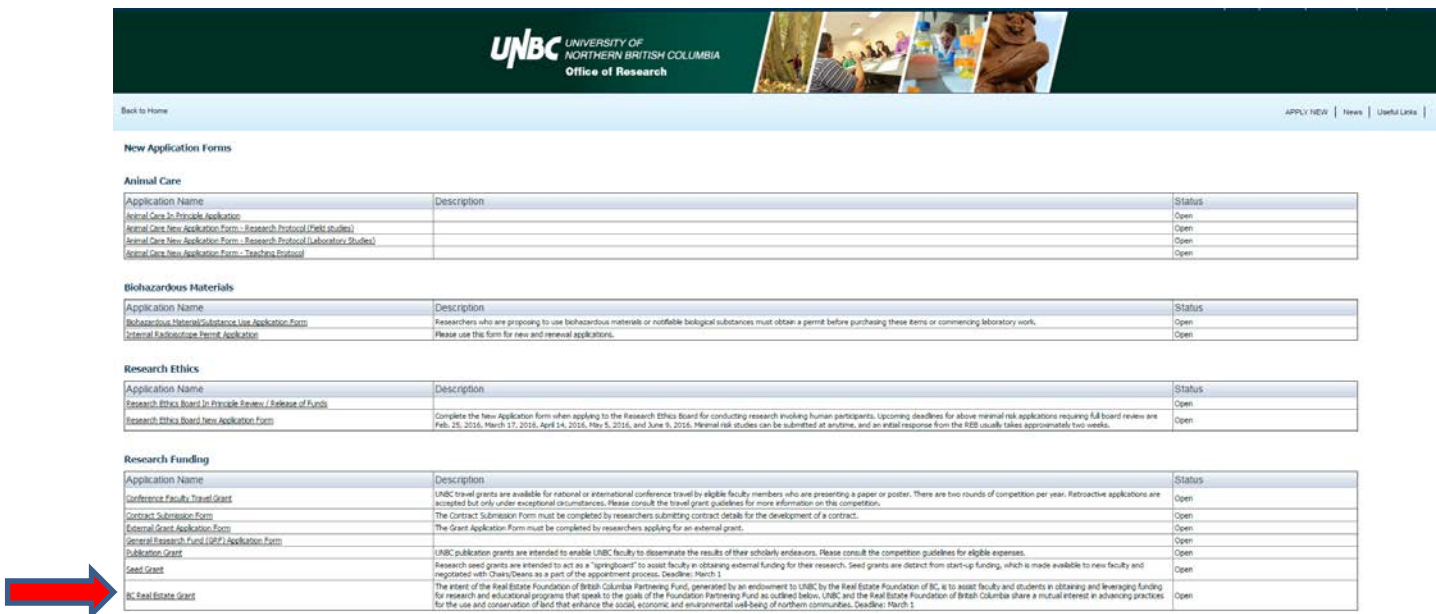 UNBC UNIVERSITY OF
NORTHERN BRITISH COLUMBIA
Office of Research
Back to Home
APPLY NEW | News | Useful Links |
New Application Forms
Animal Care
Application Name Description Status
Animal Care In Principle Application Open
Animal Care New Application Form - Research Protocol (Field studies) Open
Animal Care New Application Form - Research Protocol (Laboratory Studies) Open
Animal Care New Application Form - Teaching Protocol Open
Biohazardous Materials
Application Name Description Status
Biohazardous Material/Substance Use Application Form Researchers who are proposing to use biohazardous materials or notifiable biological substances must obtain a permit before purchasing these items or commencing laboratory work. Open
Internal Radioisotope Permit Application Please use this form for new and renewal applications. Open
Research Ethics
Application Name Description Status
Research Ethics Board In Principle Review / Release of Funds Open
Research Ethics Board New Application Form Complete the New Application form when applying to the Research Ethics Board for conducting research involving human participants. Upcoming deadlines for above minimal risk applications requiring full board review are
Feb. 25, 2016, March 17, 2016, April 14, 2016, May 5, 2016, and June 9, 2016. Minimal risk studies can be submitted at anytime, and an initial response from the REB usually takes approximately two weeks. Open
Research Funding
Application Name Description Status
Conference Faculty Travel Grant UNBC travel grants are available for national or international conference travel by eligible faculty members who are presenting a paper or poster. There are two rounds of competition per year. Retroactive applications are
accepted but only under exceptional circumstances. Please consult the travel grant guidelines for more information on this competition. Open
Contract Submission Form The Contract Submission Form must be completed by researchers submitting contract details for the development of a contract. Open
External Grant Application Form The Grant Application Form must be completed by researchers applying for an external grant. Open
General Research Fund (GRF) Application Form Open
Publication Grant UNBC publication grants are intended to enable UNBC faculty to disseminate the results of their scholarly endeavors. Please consult the competition guidelines for eligible expenses. Open
Seed Grant Research seed grants are intended to act as a "springboard" to assist faculty in obtaining external funding for their research. Seed grants are distinct from start-up funding, which is made available to new faculty and
negotiated with Chairs/Deans as a part of the appointment process. Deadline: March 1 Open
BC Real Estate Grant The intent of the Real Estate Foundation of British Columbia Partnering Fund, generated by an endowment to UNBC by the Real Estate Foundation of BC, is to assist faculty and students in obtaining and leveraging funding
for research and educational programs that speak to the goals of the Foundation Partnering Fund as outlined below. UNBC and the Real Estate Foundation of British Columbia share a mutual interest in advancing practices
for the use and conservation of land that enhance the social, economic and environmental well-being of northern communities. Deadline: March 1 Open